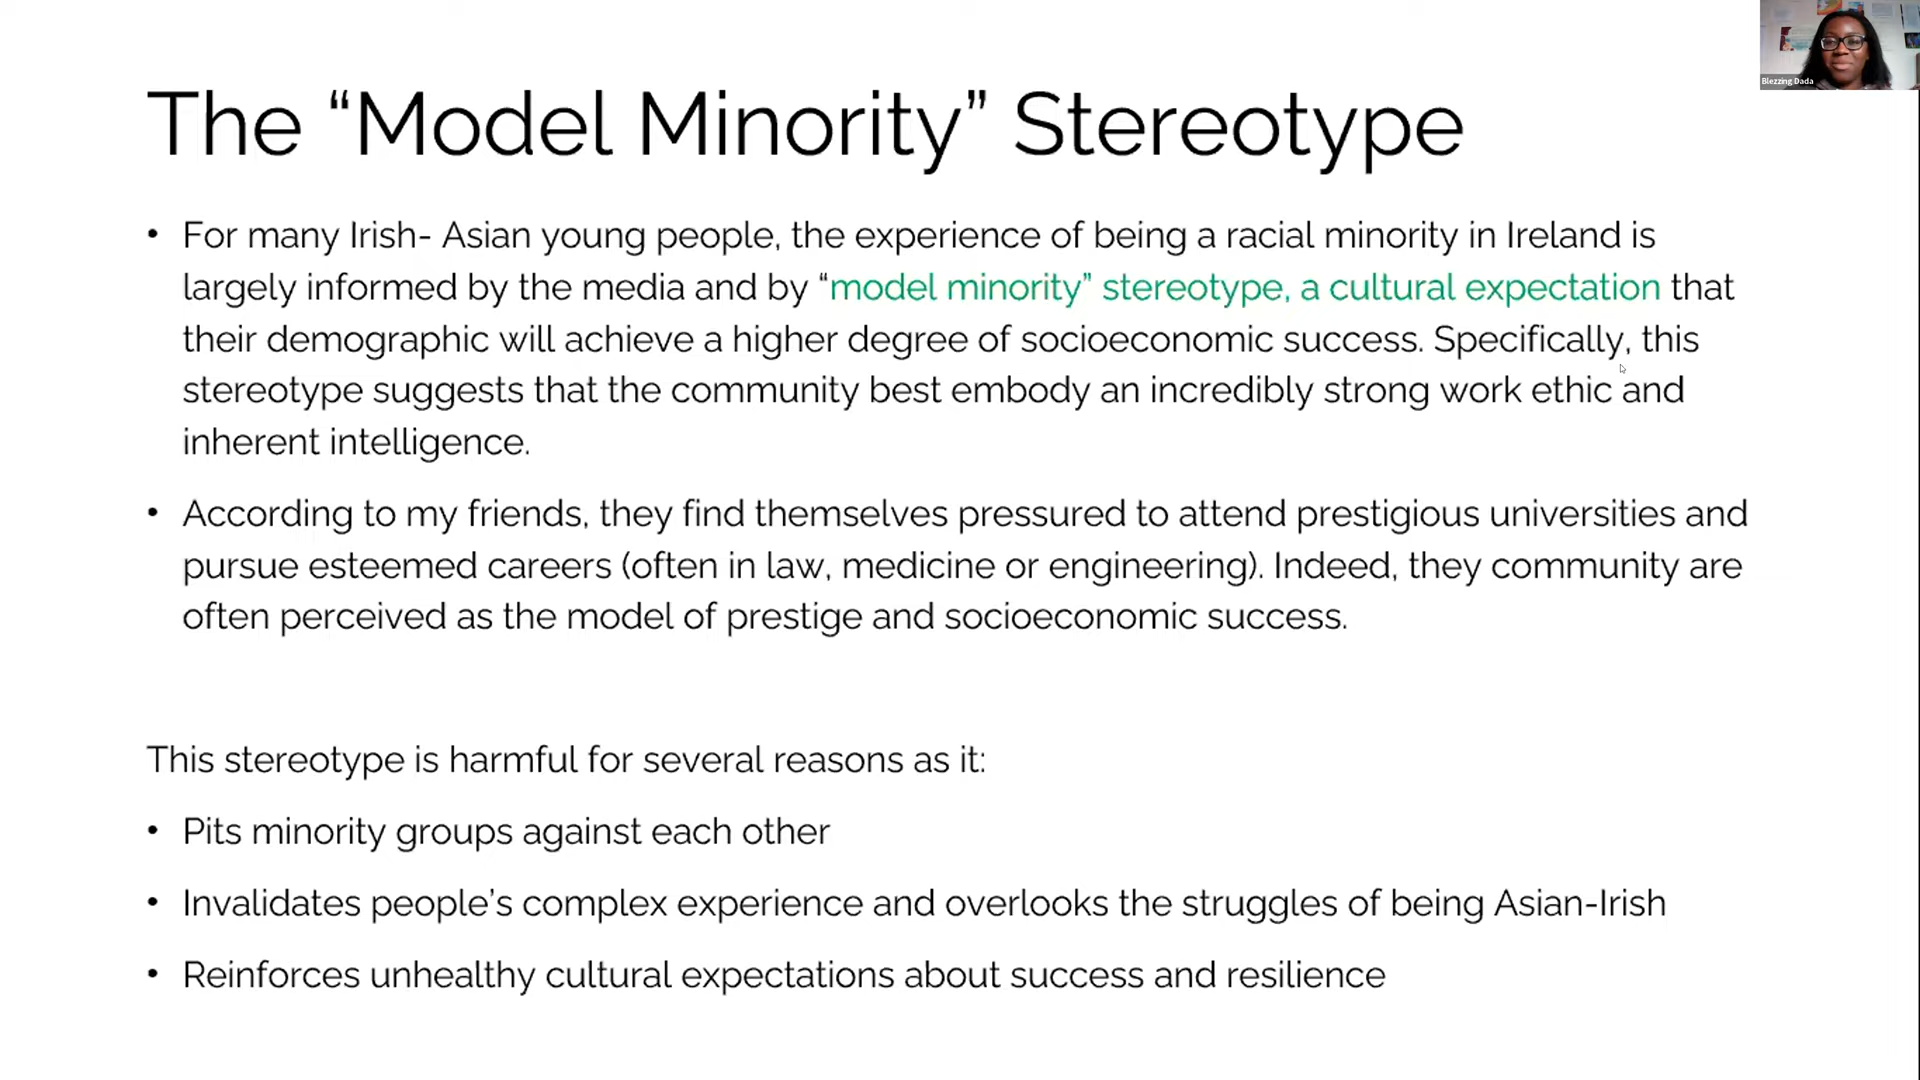 Blezzing Dada
The “Model Minority” Stereotype
• For many Irish- Asian young people, the experience of being a racial minority in Ireland is
largely informed by the media and by “model minority” stereotype, a cultural expectation that
their demographic will achieve a higher degree of socioeconomic success. Specifically, this
stereotype suggests that the community best embody an incredibly strong work ethic and
inherent intelligence.
• According to my friends, they find themselves pressured to attend prestigious universities and
pursue esteemed careers (often in law, medicine or engineering). Indeed, they community are
often perceived as the model of prestige and socioeconomic success.
This stereotype is harmful for several reasons as it:
• Pits minority groups against each other
• Invalidates people’s complex experience and overlooks the struggles of being Asian-Irish
• Reinforces unhealthy cultural expectations about success and resilience